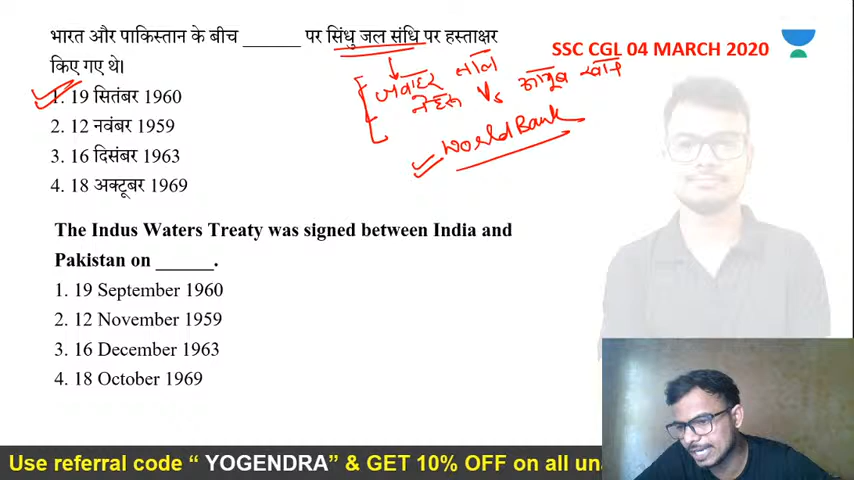 भारत और पाकिस्तान के बीच ______ पर सिंधु जल संधि पर हस्ताक्षर
किए गए थे।
SSC CGL 04 MARCH 2020
जवाहर लाल
नेहरू Vs अयूब खान
World Bank
1. 19 सितंबर 1960
2. 12 नवंबर 1959
3. 16 दिसंबर 1963
4. 18 अक्टूबर 1969
The Indus Waters Treaty was signed between India and
Pakistan on ______.
1. 19 September 1960
2. 12 November 1959
3. 16 December 1963
4. 18 October 1969
Use referral code “ YOGENDRA” & GET 10% OFF on all